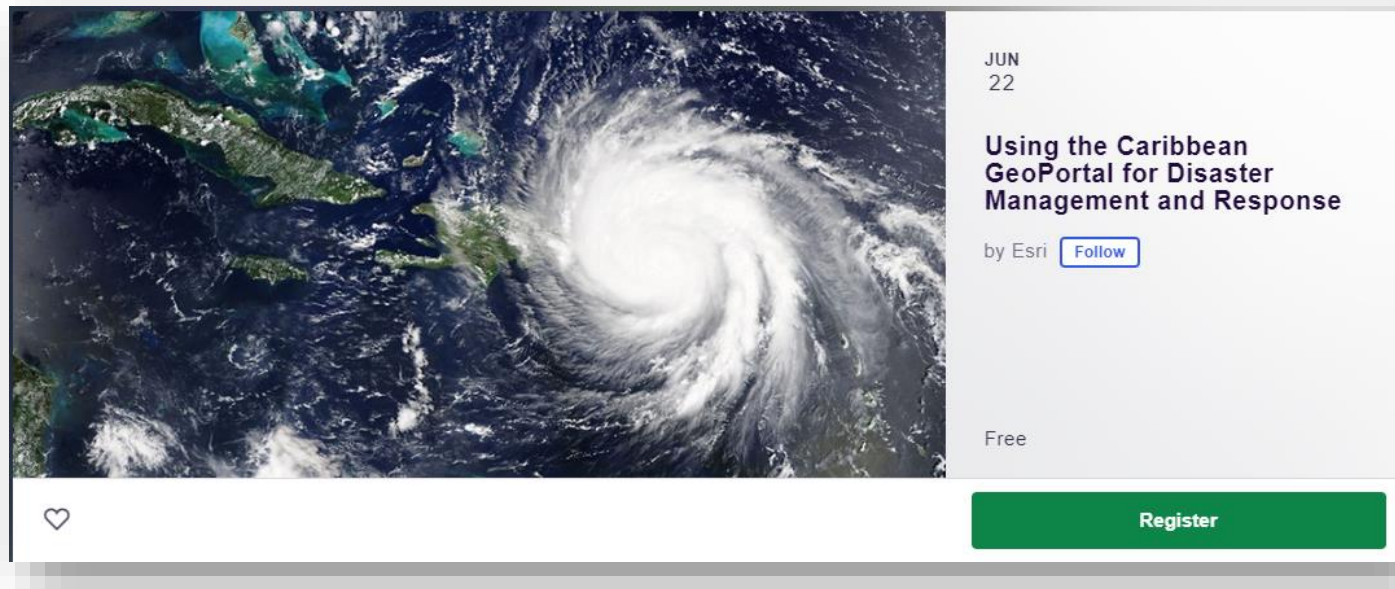 JUN
22
Using the Caribbean
GeoPortal for Disaster
Management and Response
by Esri Follow
Free
Register